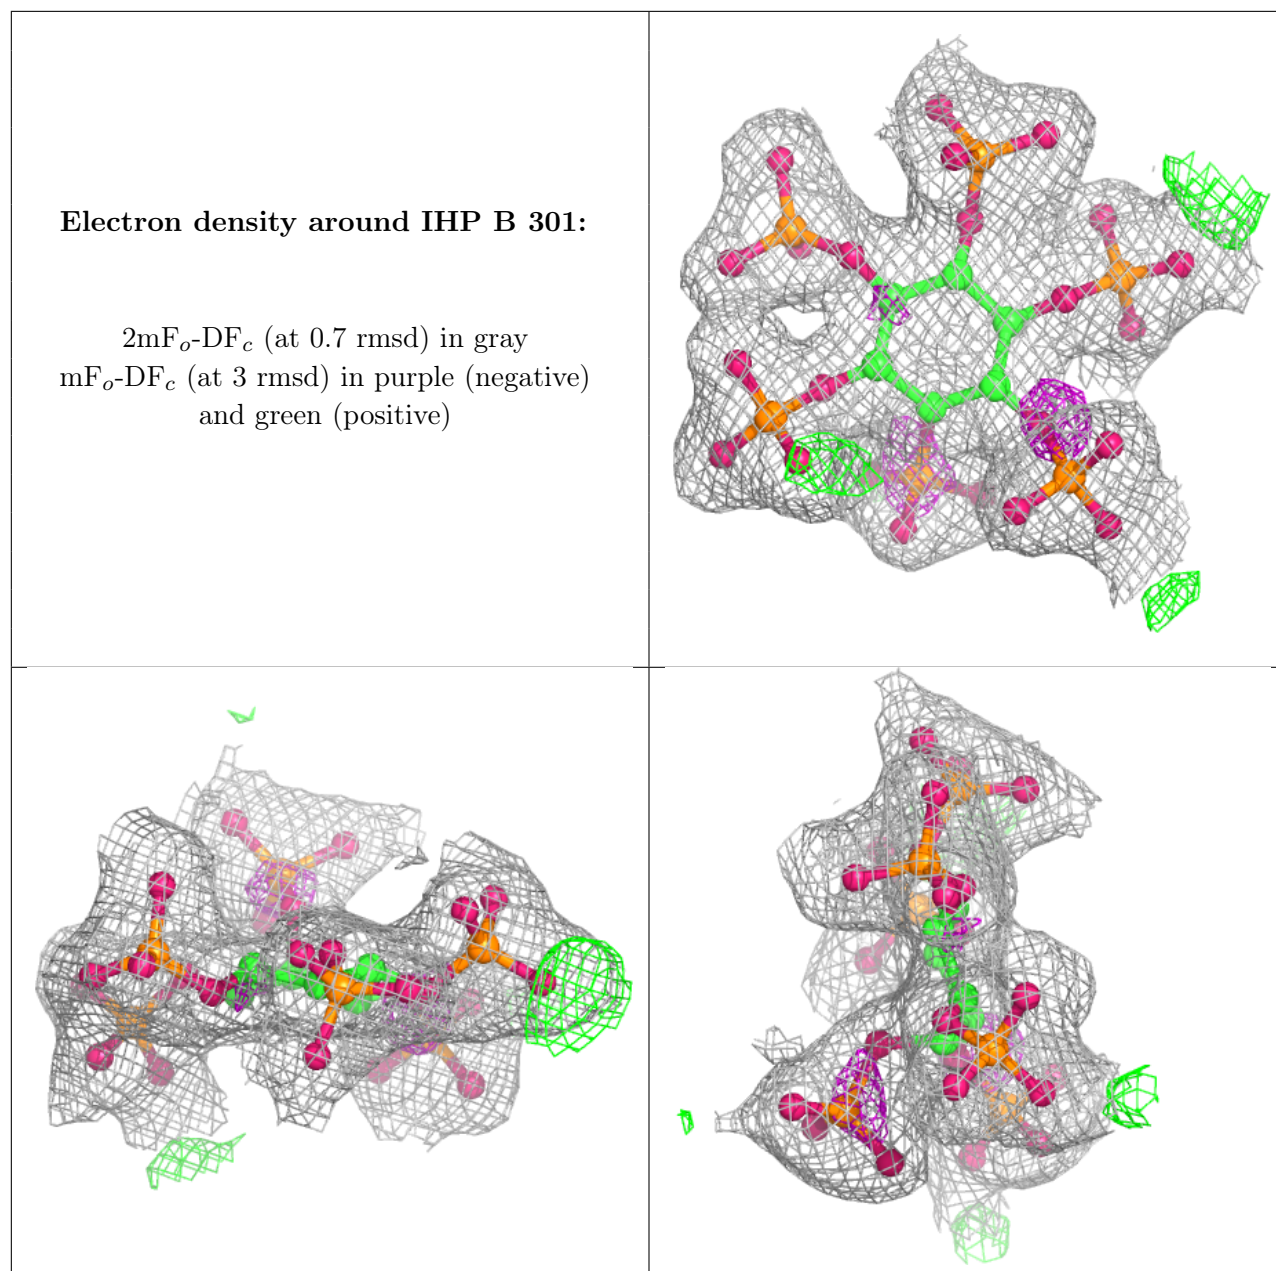 Electron density around IHP B 301:
2mFo-DFc (at 0.7 rmsd) in gray
mFo-DFc (at 3 rmsd) in purple (negative)
and green (positive)